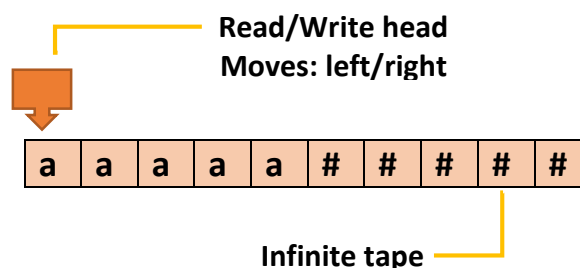 Read/Write head
Moves: left/right
a a a a a # # # # #
Infinite tape